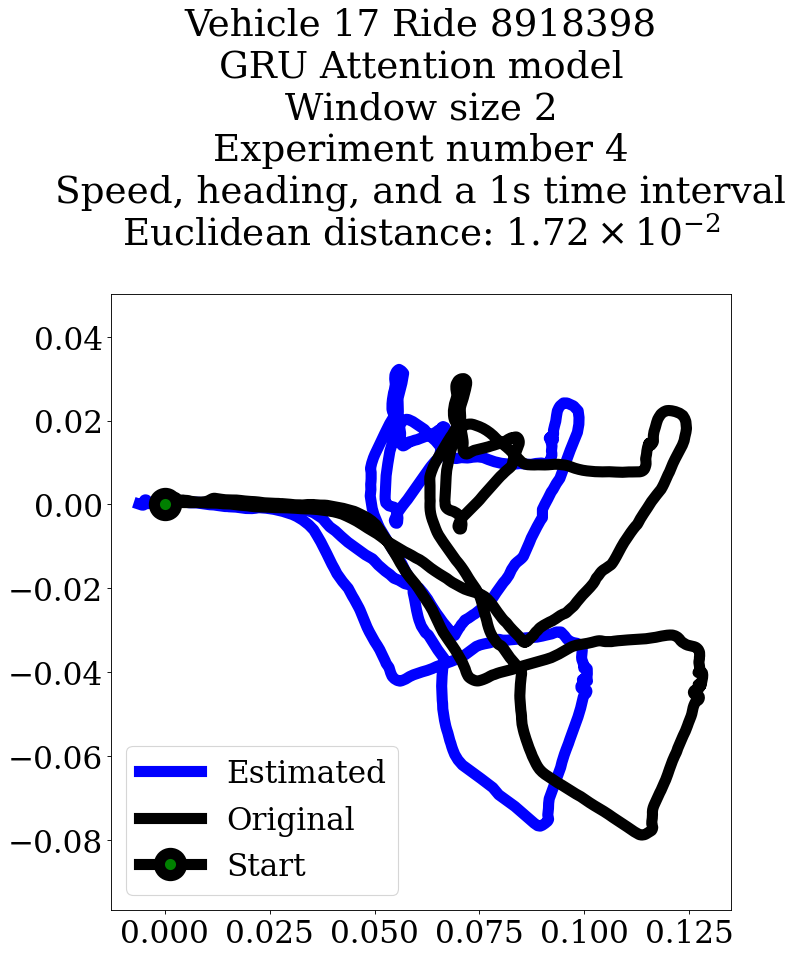 Vehicle 17 Ride 8918398
GRU Attention model
Window size 2
Experiment number 4
Speed, heading, and a 1s time interval
Euclidean distance: 1.72 × 10⁻²
0.04
0.02
0.00
−0.02
−0.04
−0.06
−0.08
Estimated
Original
Start
0.000 0.025 0.050 0.075 0.100 0.125